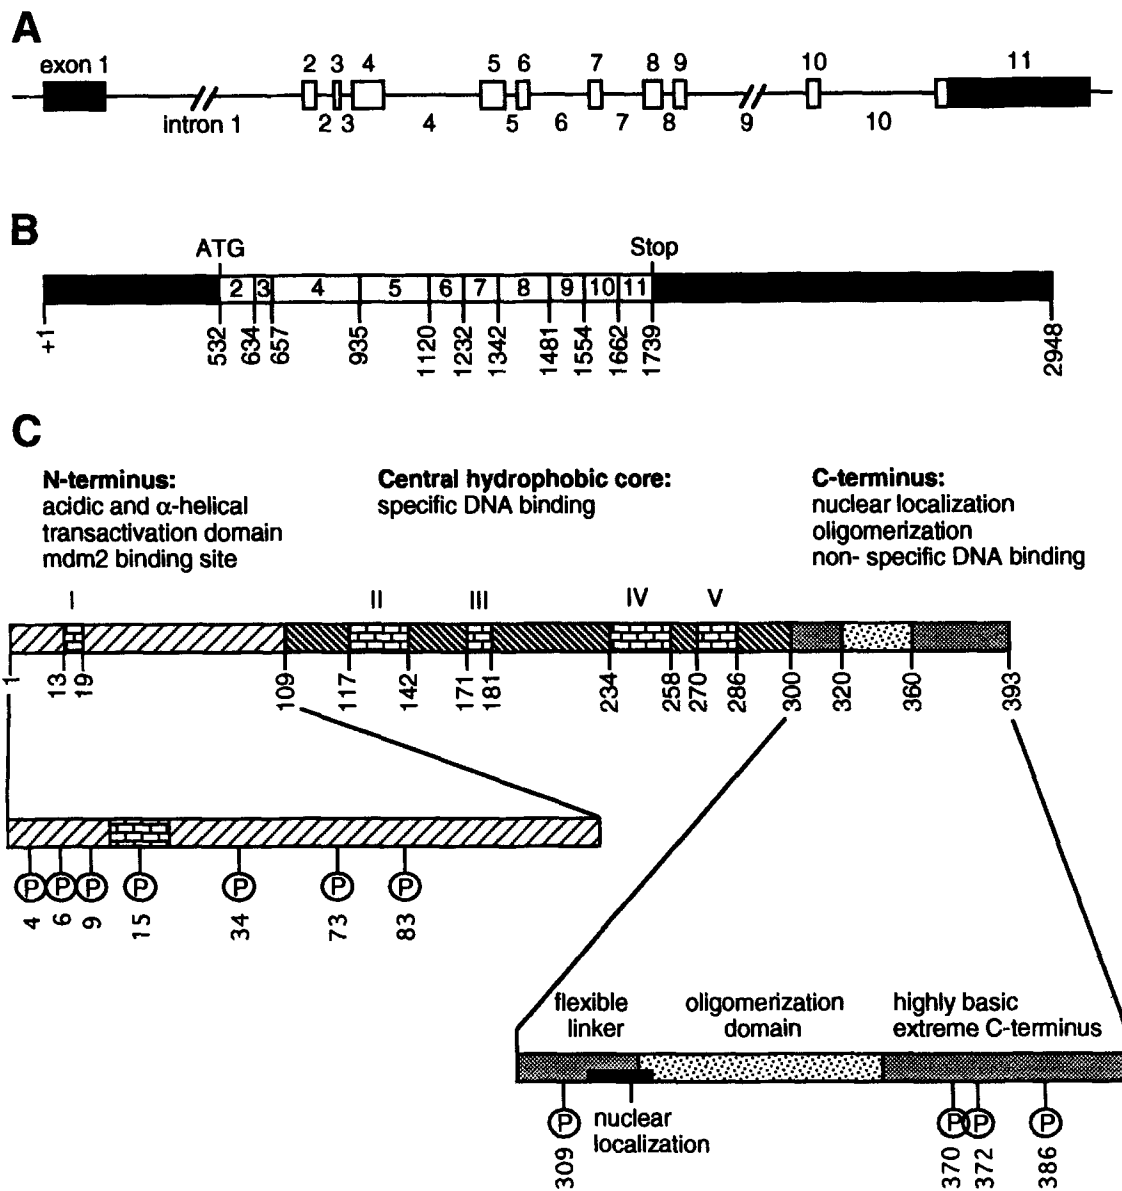 A
exon 1
2 3 4 5 6 7 8 9 10 11
intron 1
2 3 4 5 6 7 8 9 10
B
ATG Stop
2 3 4 5 6 7 8 9 10 11
+1 532 634 657 935 1120 1232 1342 1481 1554 1662 1739 2948
C
N-terminus:
acidic and α-helical
transactivation domain
mdm2 binding site
Central hydrophobic core:
specific DNA binding
C-terminus:
nuclear localization
oligomerization
non- specific DNA binding
I II III IV V
1 13 19 109 117 142 171 181 234 258 270 286 300 320 360 393
P P P P P P P
4 6 9 15 34 73 83
flexible
linker
oligomerization
domain
highly basic
extreme C-terminus
P
nuclear
localization
P P P
309 370 372 386